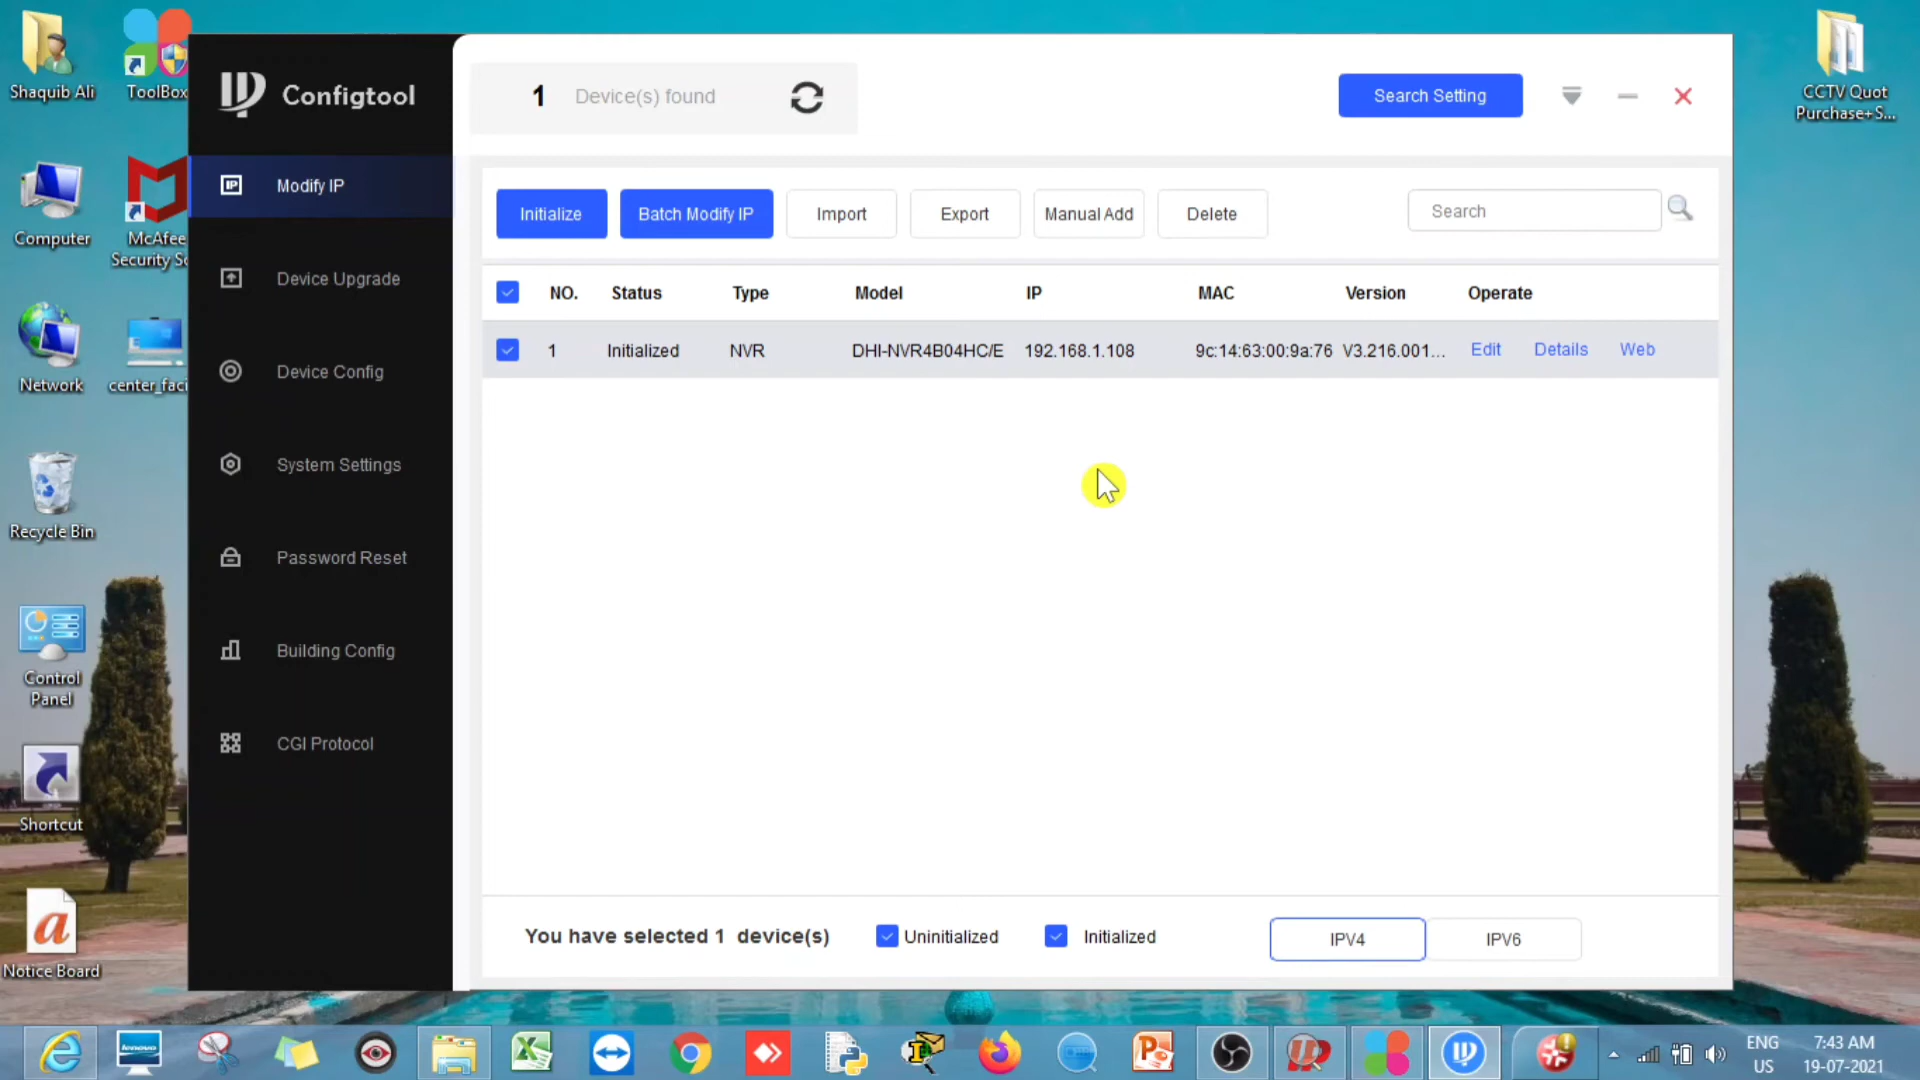 Shaquib Ali
ToolBox
CCTV Quot
Purchase+S...
Configtool
1 Device(s) found
Search Setting
Computer
McAfee
Security Sc
Network
center_faci
Recycle Bin
Control
Panel
Shortcut
Notice Board
Modify IP
Device Upgrade
Device Config
System Settings
Password Reset
Building Config
CGI Protocol
Initialize
Batch Modify IP
Import
Export
Manual Add
Delete
Search
NO. Status Type Model IP MAC Version Operate
1 Initialized NVR DHI-NVR4B04HC/E 192.168.1.108 9c:14:63:00:9a:76 V3.216.001... Edit Details Web
You have selected 1 device(s)
Uninitialized
Initialized
IPV4
IPV6
lenovo
ENG
US
7:43 AM
19-07-2021